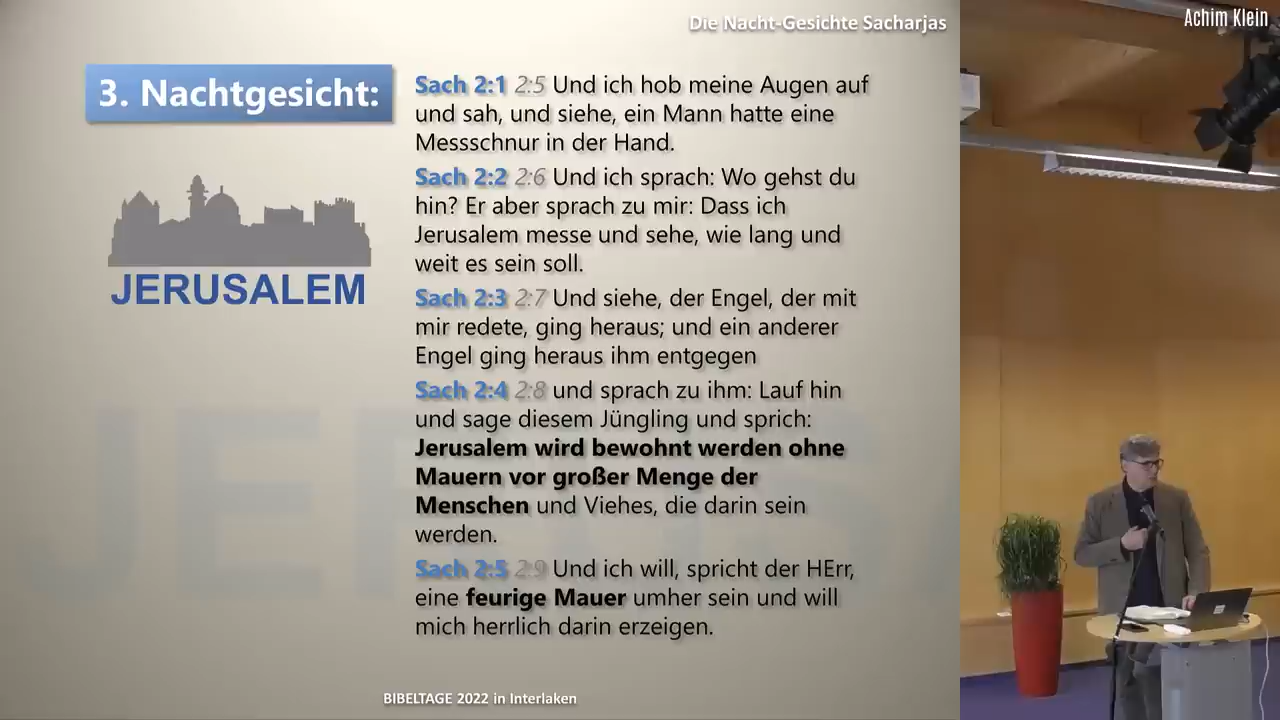 Die Nacht-Gesichte Sacharjas
Achim Klein
3. Nachtgesicht:
JERUSALEM
Sach 2:1 2:5 Und ich hob meine Augen auf
und sah, und siehe, ein Mann hatte eine
Messschnur in der Hand.
Sach 2:2 2:6 Und ich sprach: Wo gehst du
hin? Er aber sprach zu mir: Dass ich
Jerusalem messe und sehe, wie lang und
weit es sein soll.
Sach 2:3 2:7 Und siehe, der Engel, der mit
mir redete, ging heraus; und ein anderer
Engel ging heraus ihm entgegen
Sach 2:4 2:8 und sprach zu ihm: Lauf hin
und sage diesem Jüngling und sprich:
Jerusalem wird bewohnt werden ohne
Mauern vor großer Menge der
Menschen und Viehes, die darin sein
werden.
Sach 2:5 2:9 Und ich will, spricht der HErr,
eine feurige Mauer umher sein und will
mich herrlich darin erzeigen.
BIBELTAGE 2022 in Interlaken